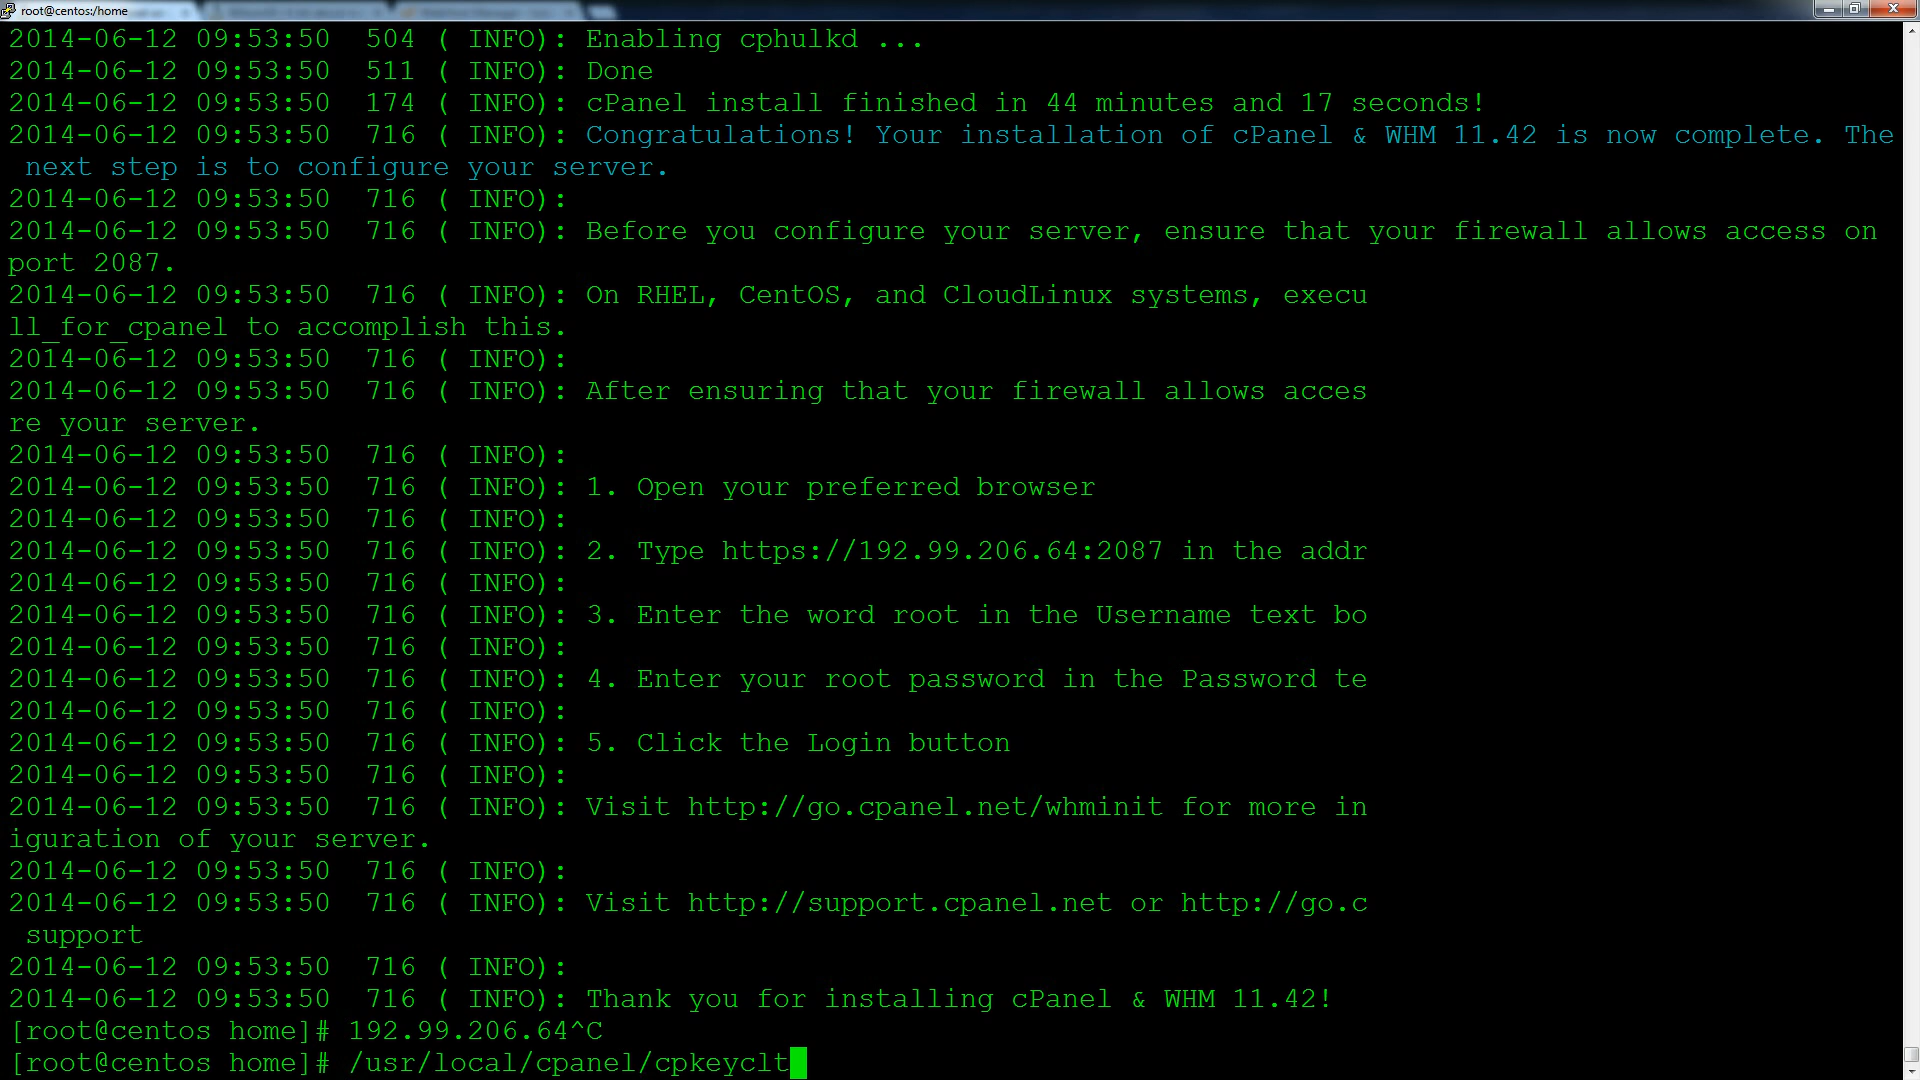 root@centos:/home
2014-06-12 09:53:50  504 ( INFO): Enabling cphulkd ...
2014-06-12 09:53:50  511 ( INFO): Done
2014-06-12 09:53:50  174 ( INFO): cPanel install finished in 44 minutes and 17 seconds!
2014-06-12 09:53:50  716 ( INFO): Congratulations! Your installation of cPanel & WHM 11.42 is now complete. The
 next step is to configure your server.
2014-06-12 09:53:50  716 ( INFO):
2014-06-12 09:53:50  716 ( INFO): Before you configure your server, ensure that your firewall allows access on
port 2087.
2014-06-12 09:53:50  716 ( INFO): On RHEL, CentOS, and CloudLinux systems, execu
ll_for_cpanel to accomplish this.
2014-06-12 09:53:50  716 ( INFO):
2014-06-12 09:53:50  716 ( INFO): After ensuring that your firewall allows acces
re your server.
2014-06-12 09:53:50  716 ( INFO):
2014-06-12 09:53:50  716 ( INFO): 1. Open your preferred browser
2014-06-12 09:53:50  716 ( INFO):
2014-06-12 09:53:50  716 ( INFO): 2. Type https://192.99.206.64:2087 in the addr
2014-06-12 09:53:50  716 ( INFO):
2014-06-12 09:53:50  716 ( INFO): 3. Enter the word root in the Username text bo
2014-06-12 09:53:50  716 ( INFO):
2014-06-12 09:53:50  716 ( INFO): 4. Enter your root password in the Password te
2014-06-12 09:53:50  716 ( INFO):
2014-06-12 09:53:50  716 ( INFO): 5. Click the Login button
2014-06-12 09:53:50  716 ( INFO):
2014-06-12 09:53:50  716 ( INFO): Visit http://go.cpanel.net/whminit for more in
iguration of your server.
2014-06-12 09:53:50  716 ( INFO):
2014-06-12 09:53:50  716 ( INFO): Visit http://support.cpanel.net or http://go.c
 support
2014-06-12 09:53:50  716 ( INFO):
2014-06-12 09:53:50  716 ( INFO): Thank you for installing cPanel & WHM 11.42!
[root@centos home]# 192.99.206.64^C
[root@centos home]# /usr/local/cpanel/cpkeyclt